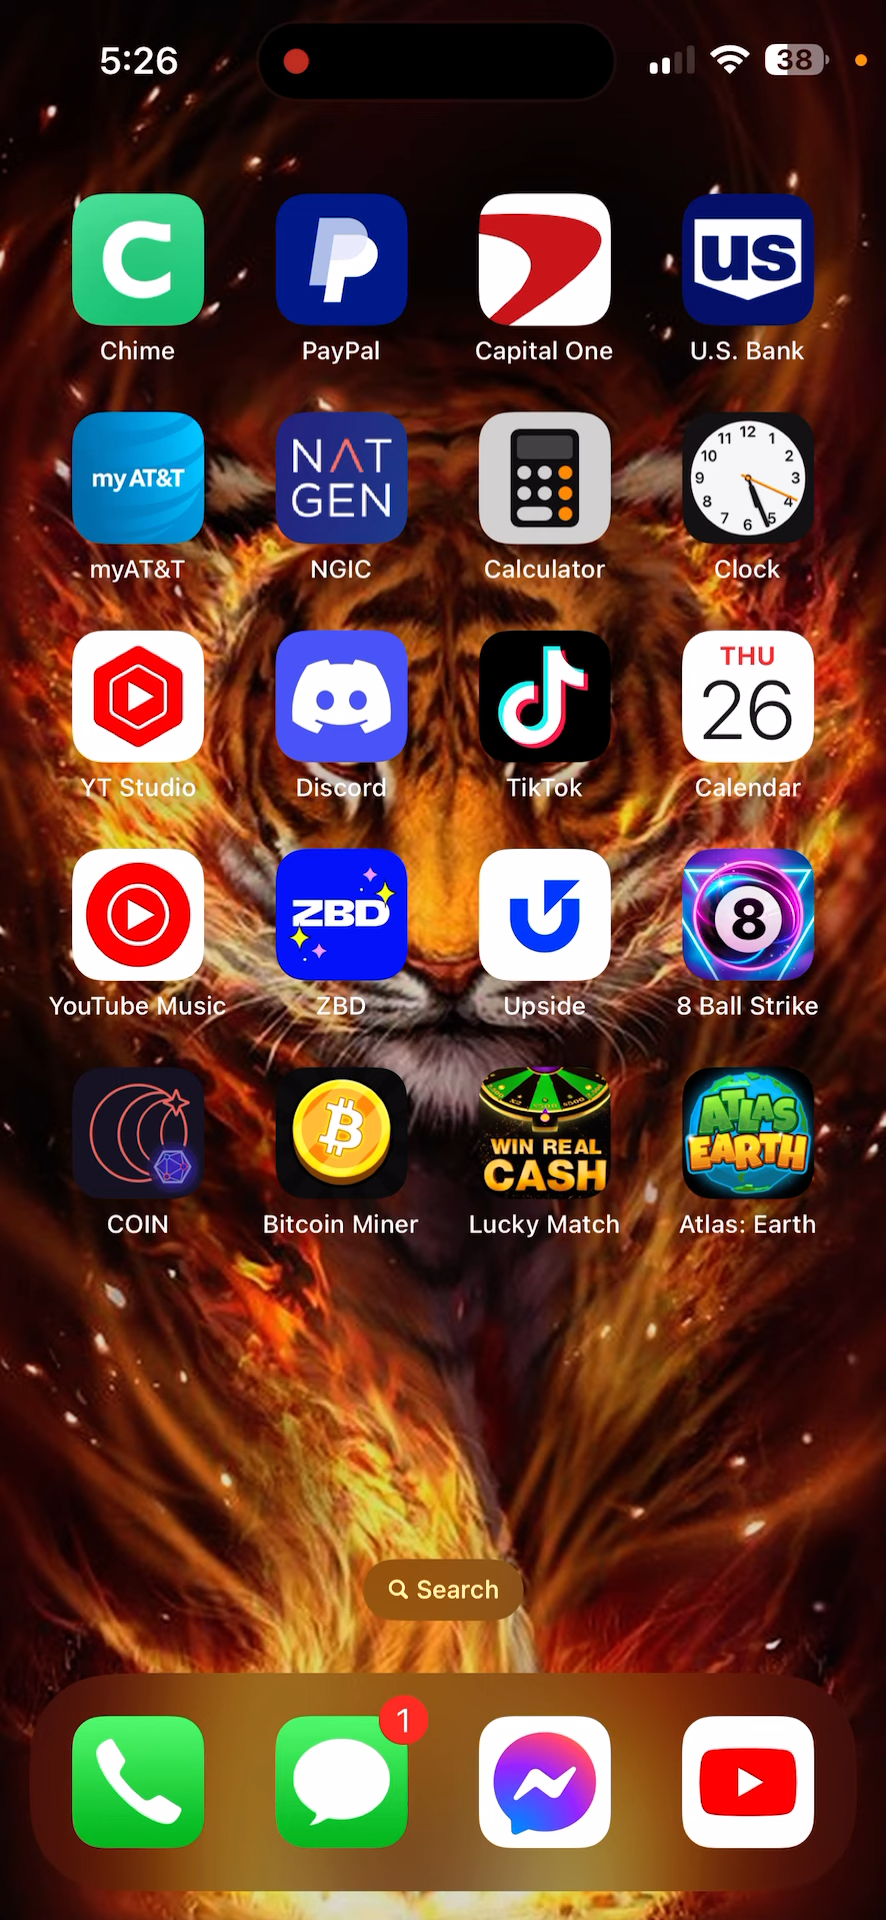 5:26
38
C
P
US
Chime
PayPal
Capital One
U.S. Bank
my AT&T
NAT
GEN
12
11 1
10 2
9 3
8 4
7 5
6
myAT&T
NGIC
Calculator
Clock
THU
26
YT Studio
Discord
TikTok
Calendar
ZBD
8
YouTube Music
ZBD
Upside
8 Ball Strike
WIN REAL
CASH
ATLAS
EARTH
COIN
Bitcoin Miner
Lucky Match
Atlas: Earth
Search
1